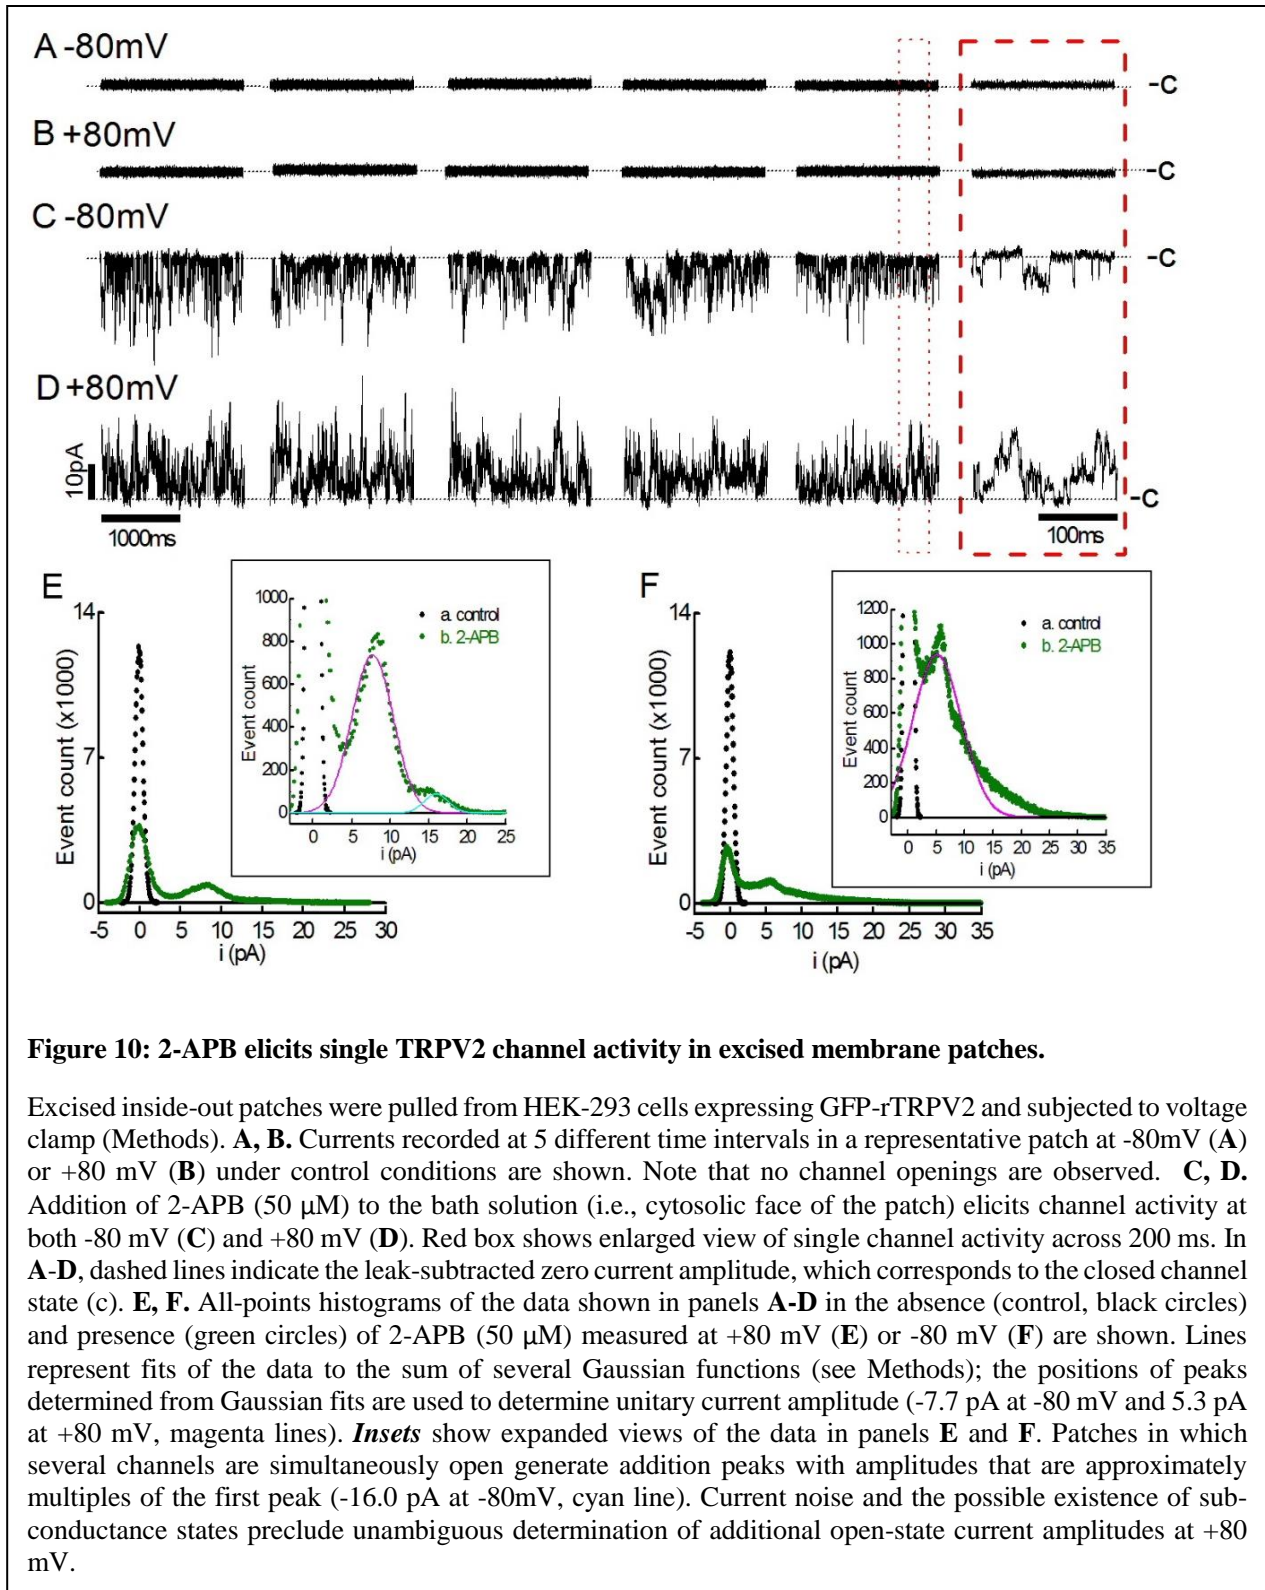 A -80mV
-C
B +80mV
-C
C -80mV
-C
D +80mV
10pA
-C
1000ms
100ms
E
F
14
7
0
Event count (x1000)
-5 0 5 10 15 20 25 30
i (pA)
1000
800
600
400
200
0
Event count
a. control
b. 2-APB
0 5 10 15 20 25
i (pA)
14
7
0
Event count (x1000)
-5 0 5 10 15 20 25 30 35
i (pA)
1200
1000
800
600
400
200
0
Event count
a. control
b. 2-APB
0 5 10 15 20 25 30 35
i (pA)
Figure 10: 2-APB elicits single TRPV2 channel activity in excised membrane patches.
Excised inside-out patches were pulled from HEK-293 cells expressing GFP-rTRPV2 and subjected to voltage
clamp (Methods). A, B. Currents recorded at 5 different time intervals in a representative patch at -80mV (A)
or +80 mV (B) under control conditions are shown. Note that no channel openings are observed. C, D.
Addition of 2-APB (50 μM) to the bath solution (i.e., cytosolic face of the patch) elicits channel activity at
both -80 mV (C) and +80 mV (D). Red box shows enlarged view of single channel activity across 200 ms. In
A-D, dashed lines indicate the leak-subtracted zero current amplitude, which corresponds to the closed channel
state (c). E, F. All-points histograms of the data shown in panels A-D in the absence (control, black circles)
and presence (green circles) of 2-APB (50 μM) measured at +80 mV (E) or -80 mV (F) are shown. Lines
represent fits of the data to the sum of several Gaussian functions (see Methods); the positions of peaks
determined from Gaussian fits are used to determine unitary current amplitude (-7.7 pA at -80 mV and 5.3 pA
at +80 mV, magenta lines). Insets show expanded views of the data in panels E and F. Patches in which
several channels are simultaneously open generate addition peaks with amplitudes that are approximately
multiples of the first peak (-16.0 pA at -80mV, cyan line). Current noise and the possible existence of sub-
conductance states preclude unambiguous determination of additional open-state current amplitudes at +80
mV.